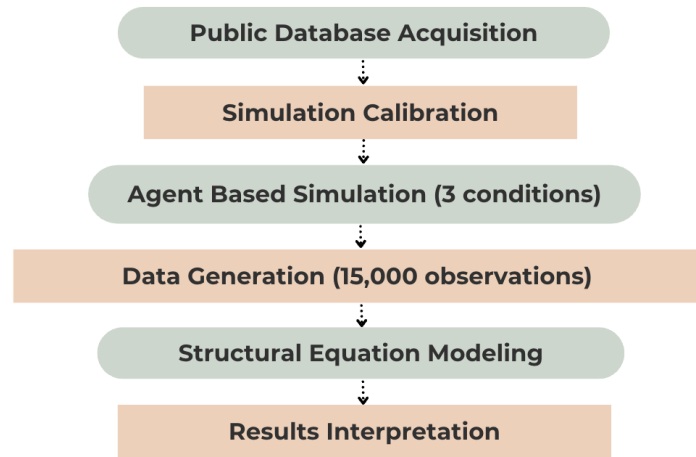 Public Database Acquisition
Simulation Calibration
Agent Based Simulation (3 conditions)
Data Generation (15,000 observations)
Structural Equation Modeling
Results Interpretation